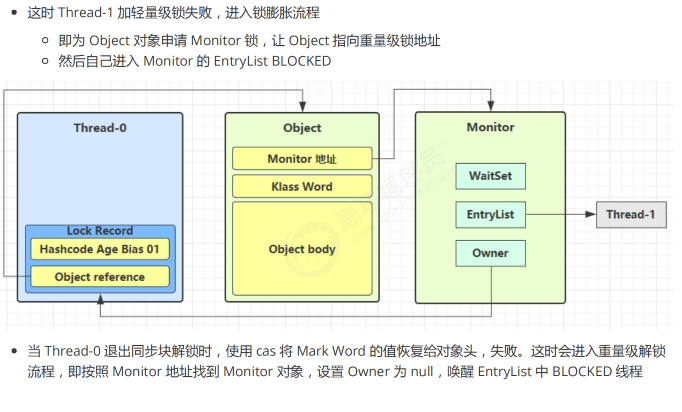 这时 Thread-1 加轻量级锁失败，进入锁膨胀流程
即为 Object 对象申请 Monitor 锁，让 Object 指向重量级锁地址
然后自己进入 Monitor 的 EntryList BLOCKED
Thread-0
Lock Record
Hashcode Age Bias 01
Object reference
Object
Monitor 地址
Klass Word
Object body
Monitor
WaitSet
EntryList
Owner
Thread-1
当 Thread-0 退出同步块解锁时，使用 cas 将 Mark Word 的值恢复给对象头，失败。这时会进入重量级解锁
流程，即按照 Monitor 地址找到 Monitor 对象，设置 Owner 为 null，唤醒 EntryList 中 BLOCKED 线程